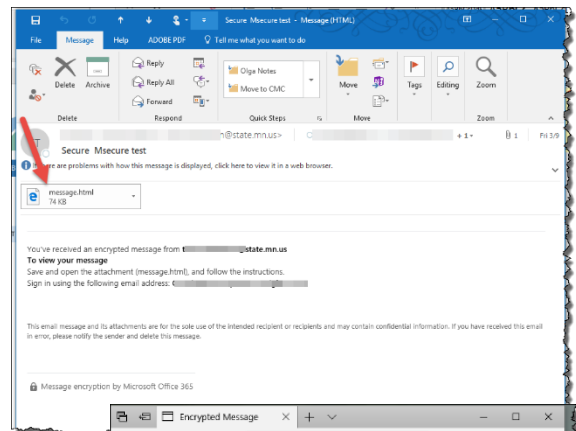 Secure Msecure test - Message (HTML)
File Message Help ADOBE PDF Tell me what you want to do
Delete Archive
Reply
Reply All
Forward
Olga Notes
Move to CMC
Move
Tags
Editing
Zoom
Delete Respond Quick Steps Move Zoom
@state.mn.us> + 1 1 Fri 3/9
Secure Msecure test
are problems with how this message is displayed, click here to view it in a web browser.
message.html
74 KB
You've received an encrypted message from t state.mn.us
To view your message
Save and open the attachment (message.html), and follow the instructions.
Sign in using the following email address:
This email message and its attachments are for the sole use of the intended recipient or recipients and may contain confidential information. If you have received this email
in error, please notify the sender and delete this message.
Message encryption by Microsoft Office 365
Encrypted Message